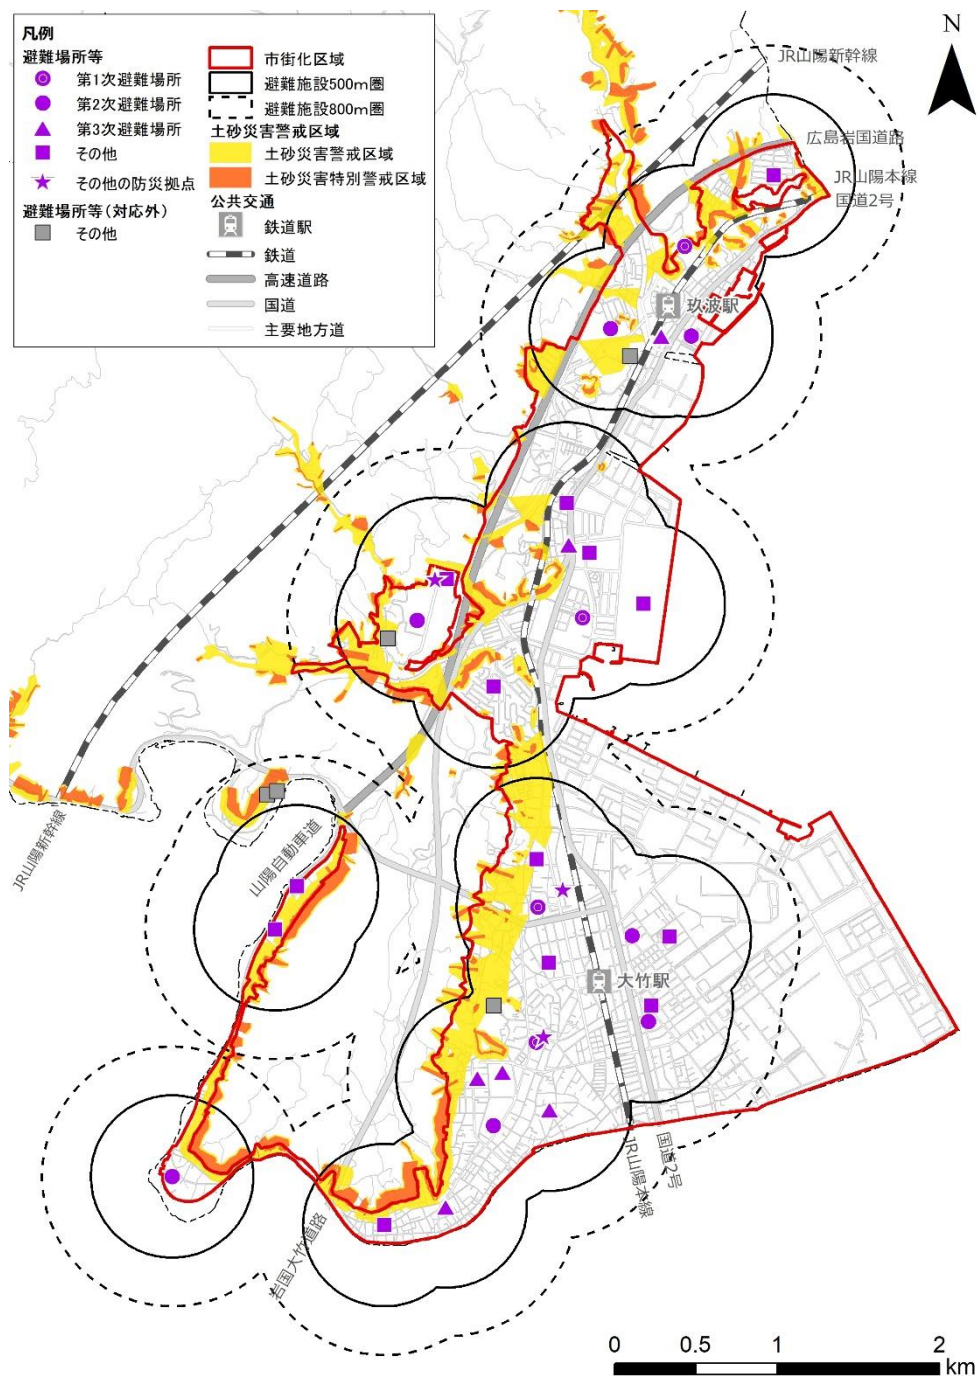 凡例
避難場所等
第1次避難場所
第2次避難場所
第3次避難場所
その他
その他の防災拠点
避難場所等(対応外)
その他
市街化区域
避難施設500m圏
避難施設800m圏
土砂災害警戒区域
土砂災害警戒区域
土砂災害特別警戒区域
公共交通
鉄道駅
鉄道
高速道路
国道
主要地方道
N
JR山陽新幹線
広島岩国道路
JR山陽本線
国道2号
玖波駅
JR山陽新幹線
山陽自動車道
大竹駅
岩国大竹道路
JR山陽本線
国道2号
0 0.5 1 2
km